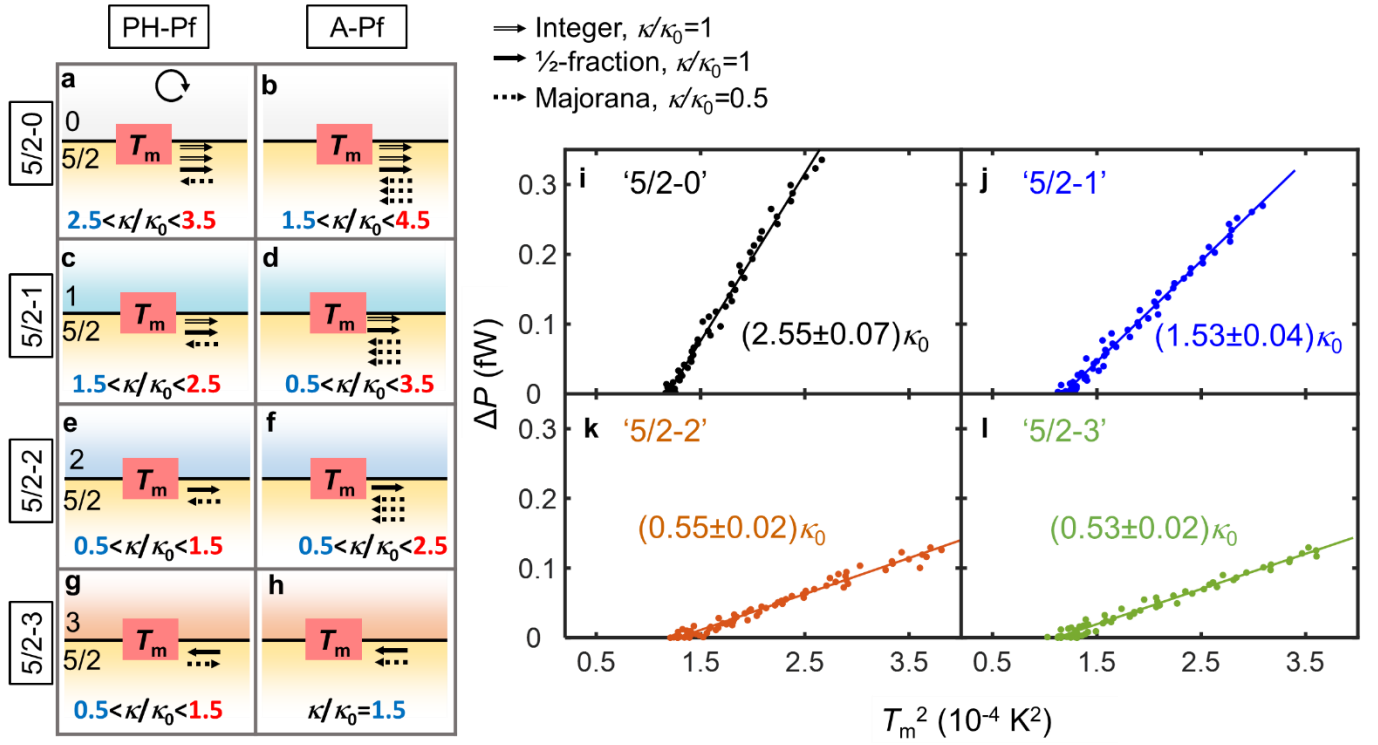 PH-Pf
A-Pf
Integer, κ/κ₀=1
½-fraction, κ/κ₀=1
Majorana, κ/κ₀=0.5
5/2-0
a
0
5/2
Tm
2.5<κ/κ₀<3.5
b
Tm
1.5<κ/κ₀<4.5
5/2-1
c
1
5/2
Tm
1.5<κ/κ₀<2.5
d
Tm
0.5<κ/κ₀<3.5
5/2-2
e
2
5/2
Tm
0.5<κ/κ₀<1.5
f
Tm
0.5<κ/κ₀<2.5
5/2-3
g
3
5/2
Tm
0.5<κ/κ₀<1.5
h
Tm
κ/κ₀=1.5
ΔP (fW)
0.3
0.2
0.1
0
i
‘5/2-0’
(2.55±0.07)κ₀
j
‘5/2-1’
(1.53±0.04)κ₀
0.3
0.2
0.1
0
k
‘5/2-2’
(0.55±0.02)κ₀
l
‘5/2-3’
(0.53±0.02)κ₀
0.5 1.5 2.5 3.5
0.5 1.5 2.5 3.5
Tm² (10⁻⁴ K²)